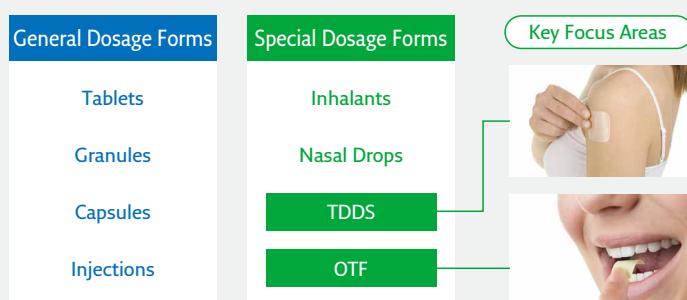 General Dosage Forms
Tablets
Granules
Capsules
Injections
Special Dosage Forms
Inhalants
Nasal Drops
TDDS
OTF
Key Focus Areas